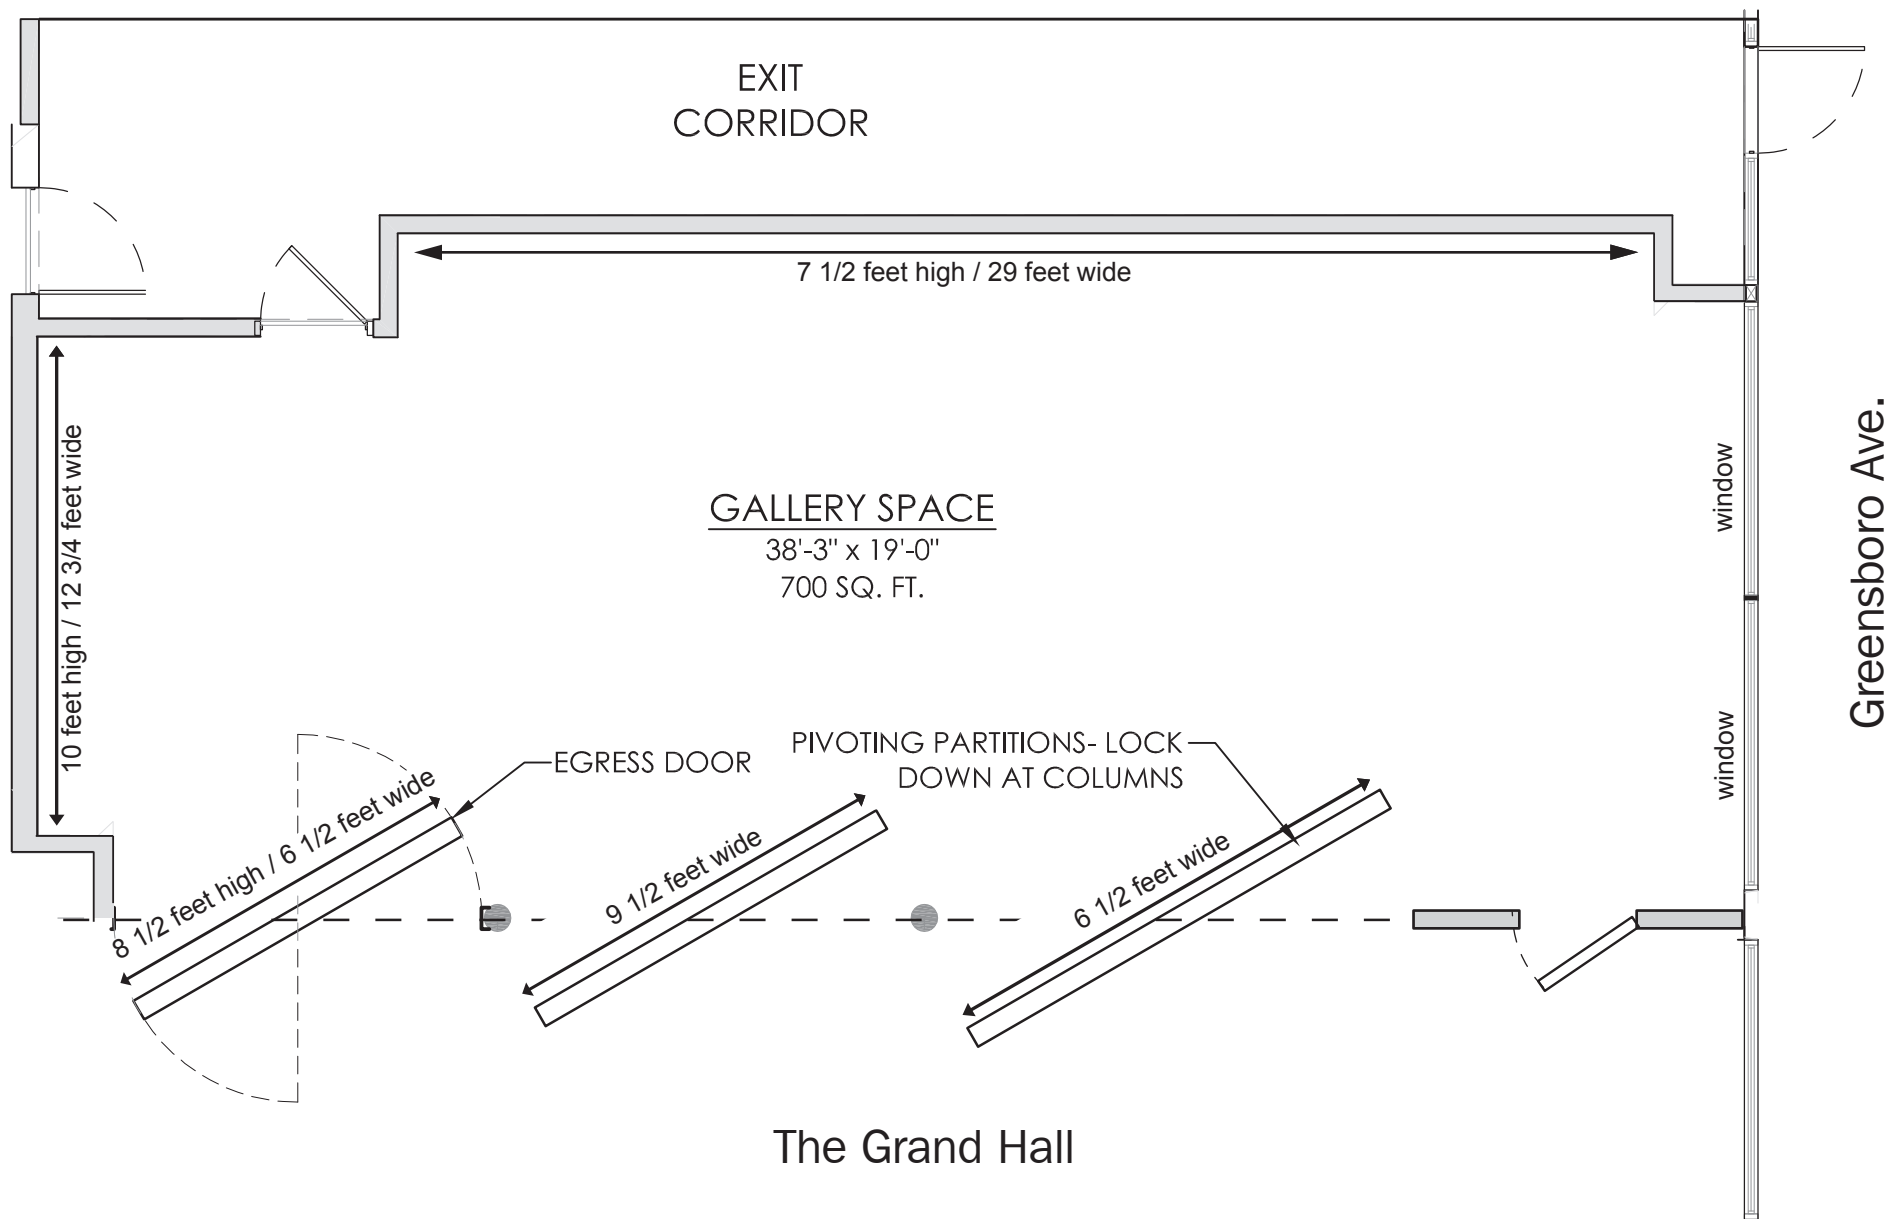 EXIT
CORRIDOR
7 1/2 feet high / 29 feet wide
10 feet high / 12 3/4 feet wide
GALLERY SPACE
38'-3" x 19'-0"
700 SQ. FT.
window
window
Greensboro Ave.
EGRESS DOOR
PIVOTING PARTITIONS- LOCK
DOWN AT COLUMNS
8 1/2 feet high / 6 1/2 feet wide
9 1/2 feet wide
6 1/2 feet wide
The Grand Hall